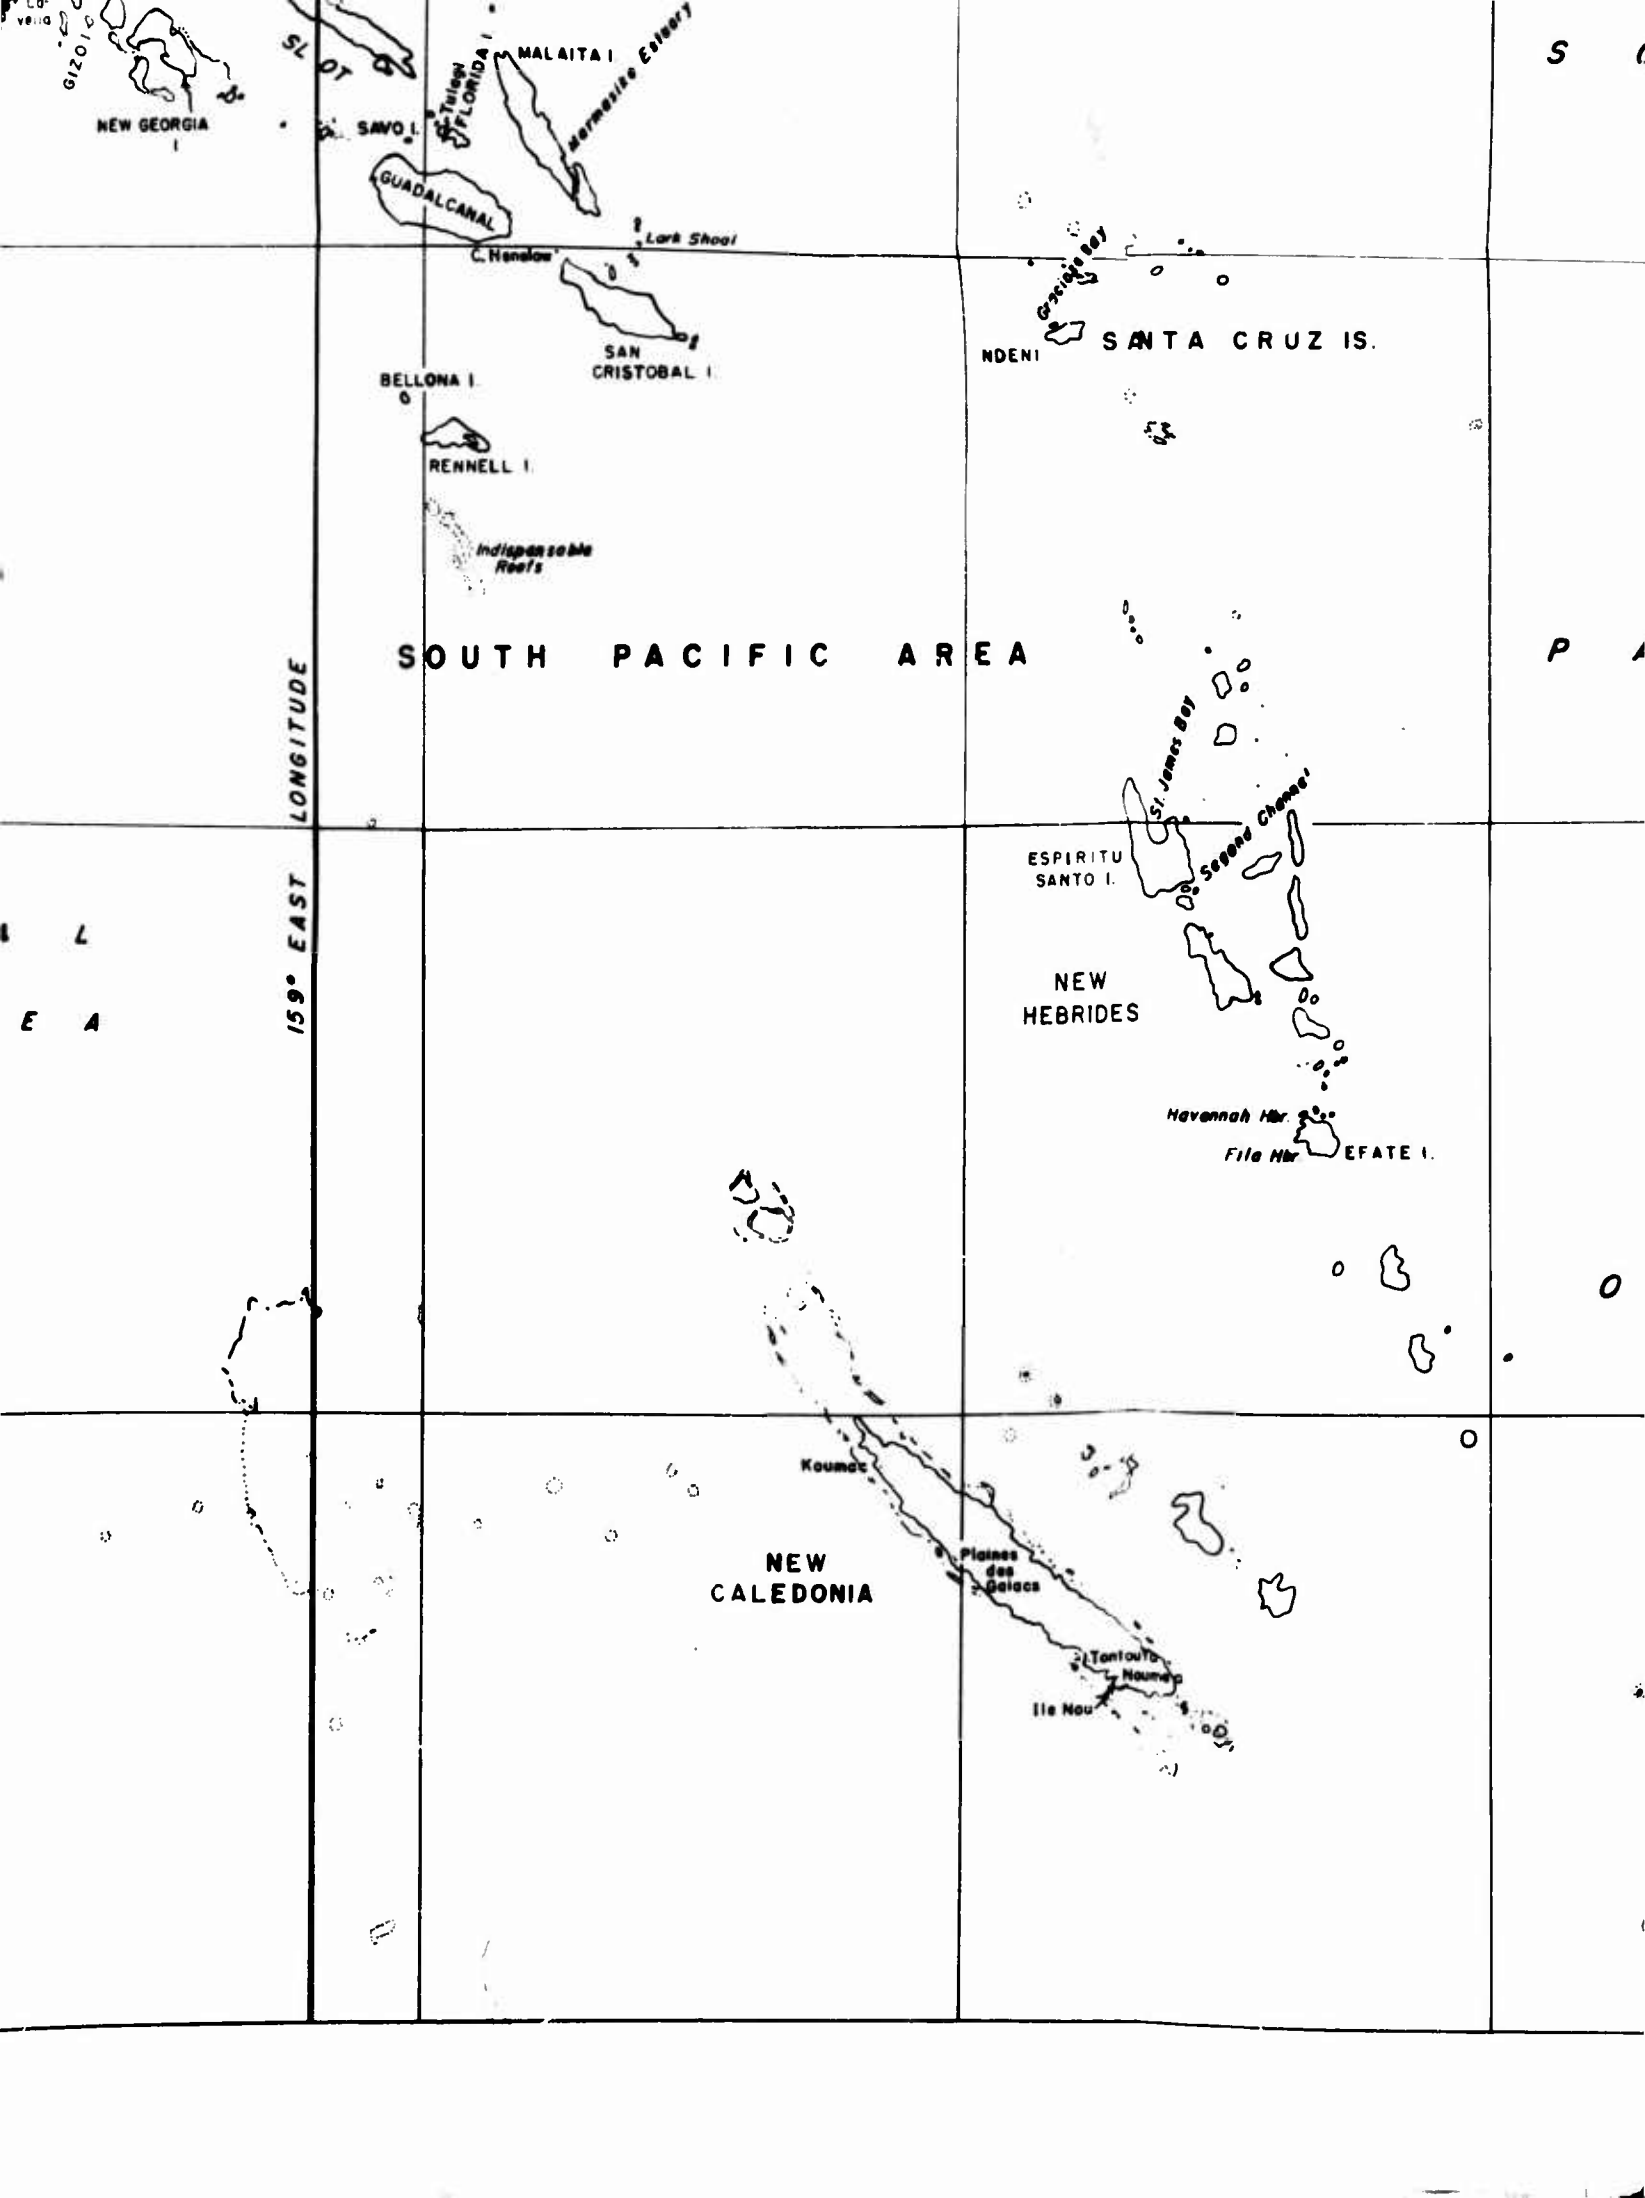 vella
GIZO I
SLOT
NEW GEORGIA
I
SAVO I.
Tulagi
FLORIDA I.
MALAITA I
Marmasike Estuary
GUADALCANAL
C. Henslow
Lark Shoal
SAN
CRISTOBAL I.
BELLONA I.
RENNELL I.
Indispensable
Reefs
Graciosa Bay
NDENI
SANTA CRUZ IS.
S
SOUTH PACIFIC AREA
P A
159° EAST LONGITUDE
St. James Bay
Segond Channel
ESPIRITU
SANTO I.
L
E A
NEW
HEBRIDES
Havannah Hbr.
Fila Hbr
EFATE I.
O
Koumac
NEW
CALEDONIA
Plaines
des
Gaiacs
Tontouta
Noumea
Ile Nou